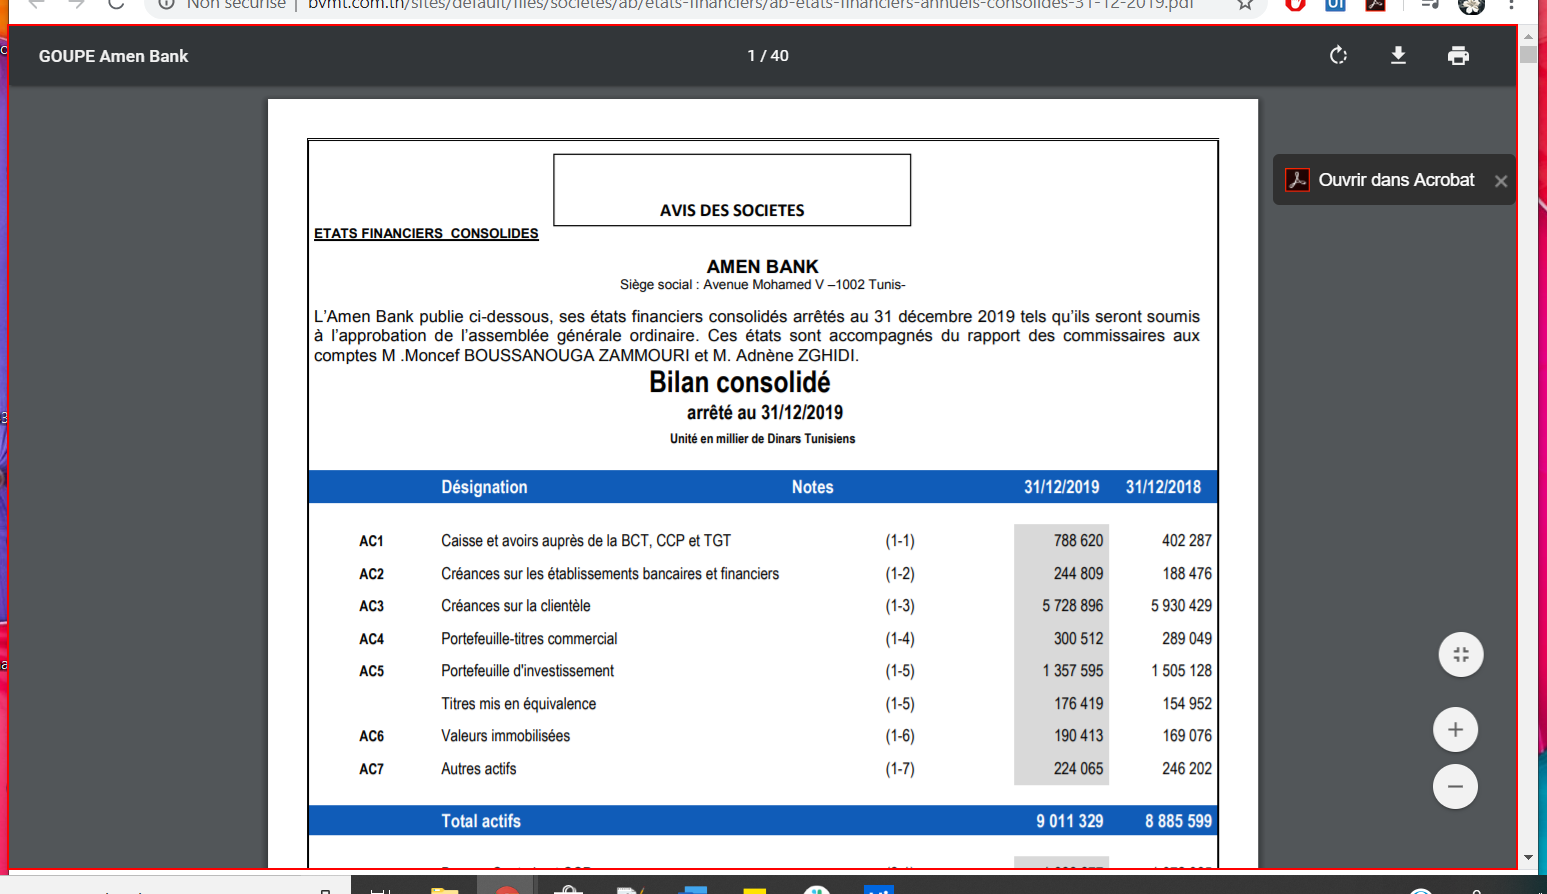 Non sécurisé | bvmt.com.tn/sites/default/files/societes/ab/etats-financiers/ab-etats-financiers-annuels-consolides-31-12-2019.pdf
GOUPE Amen Bank
1 / 40
Ouvrir dans Acrobat
AVIS DES SOCIETES
ETATS FINANCIERS CONSOLIDES
AMEN BANK
Siège social : Avenue Mohamed V –1002 Tunis-
L'Amen Bank publie ci-dessous, ses états financiers consolidés arrêtés au 31 décembre 2019 tels qu'ils seront soumis
à l'approbation de l'assemblée générale ordinaire. Ces états sont accompagnés du rapport des commissaires aux
comptes M .Moncef BOUSSANOUGA ZAMMOURI et M. Adnène ZGHIDI.
Bilan consolidé
arrêté au 31/12/2019
Unité en millier de Dinars Tunisiens
Désignation Notes 31/12/2019 31/12/2018
AC1 Caisse et avoirs auprès de la BCT, CCP et TGT (1-1) 788 620 402 287
AC2 Créances sur les établissements bancaires et financiers (1-2) 244 809 188 476
AC3 Créances sur la clientèle (1-3) 5 728 896 5 930 429
AC4 Portefeuille-titres commercial (1-4) 300 512 289 049
AC5 Portefeuille d'investissement (1-5) 1 357 595 1 505 128
Titres mis en équivalence (1-5) 176 419 154 952
AC6 Valeurs immobilisées (1-6) 190 413 169 076
AC7 Autres actifs (1-7) 224 065 246 202
Total actifs 9 011 329 8 885 599